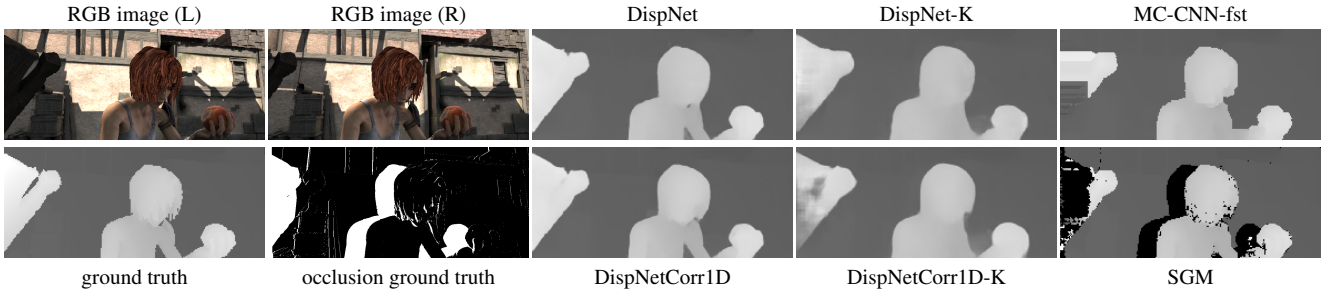 RGB image (L) RGB image (R) DispNet DispNet-K MC-CNN-fst
ground truth occlusion ground truth DispNetCorr1D DispNetCorr1D-K SGM